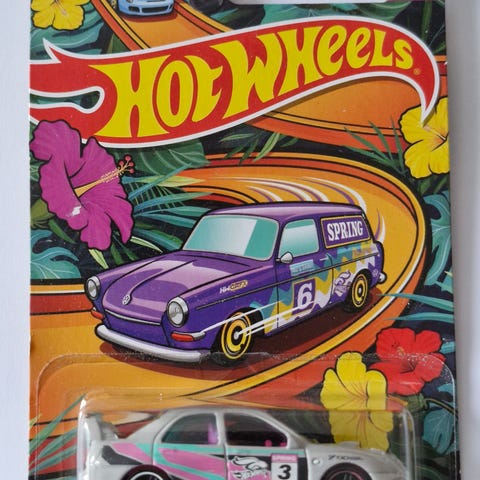 HOT WHEELS®
SPRING
6
SPRING
3